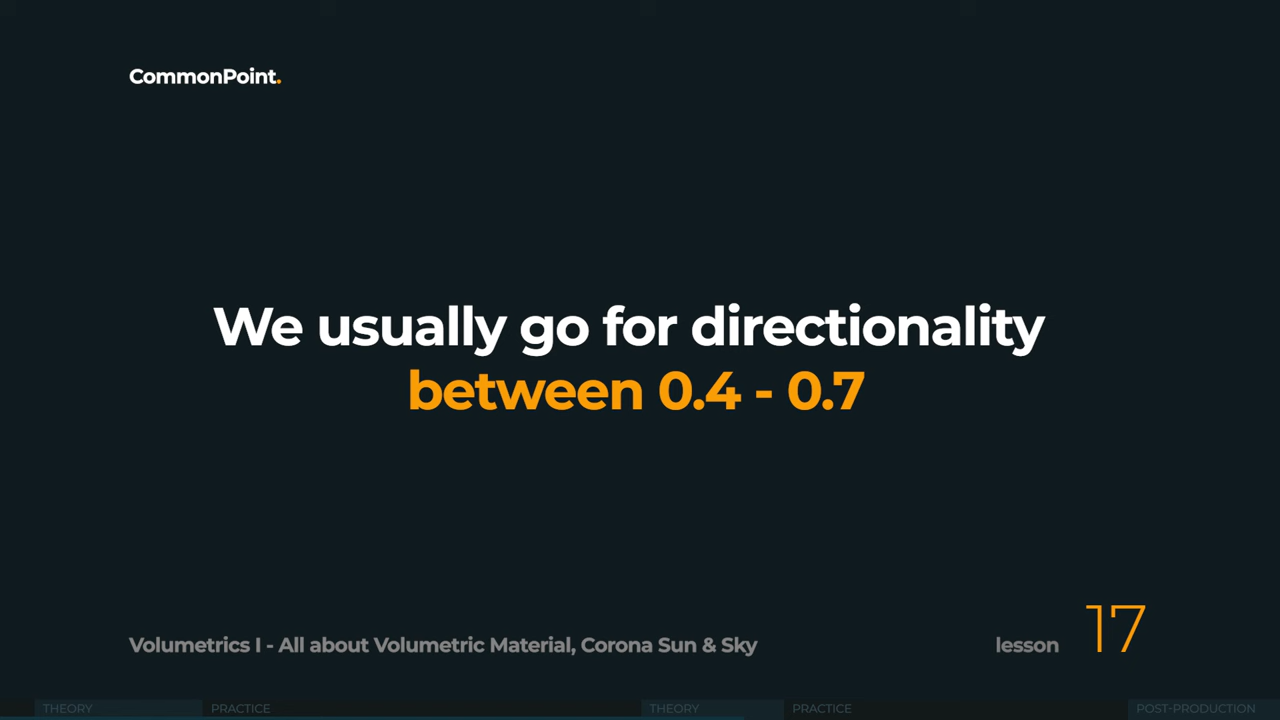 CommonPoint.
We usually go for directionality
between 0.4 - 0.7
Volumetrics I - All about Volumetric Material, Corona Sun & Sky
lesson 17
THEORY PRACTICE THEORY PRACTICE POST-PRODUCTION